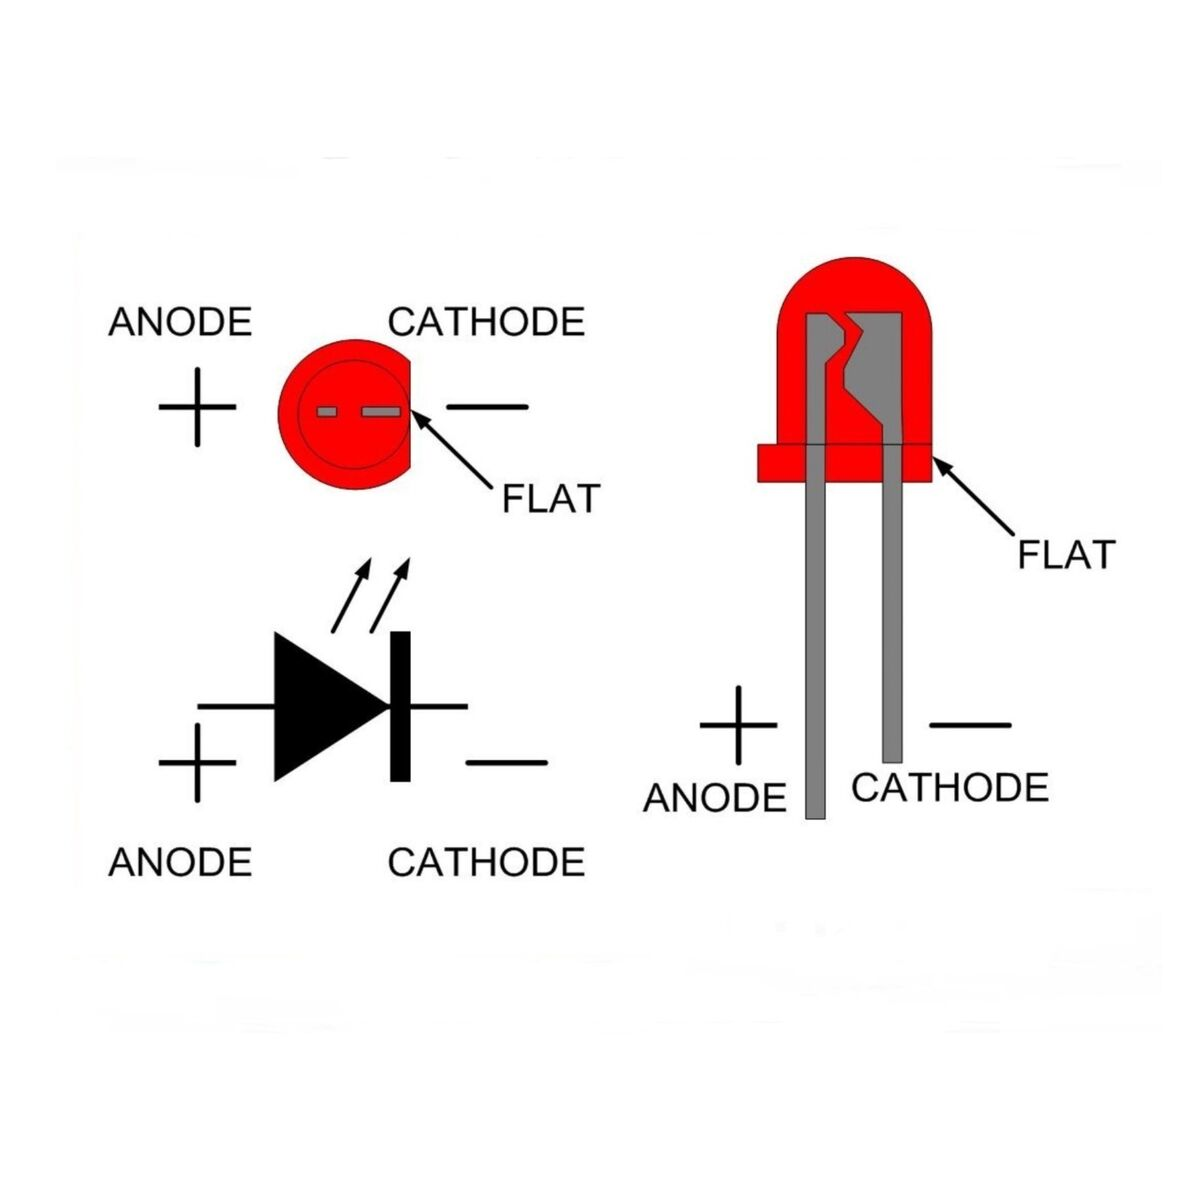 ANODE
CATHODE
+
−
FLAT
+
−
ANODE
CATHODE
FLAT
+
−
ANODE
CATHODE